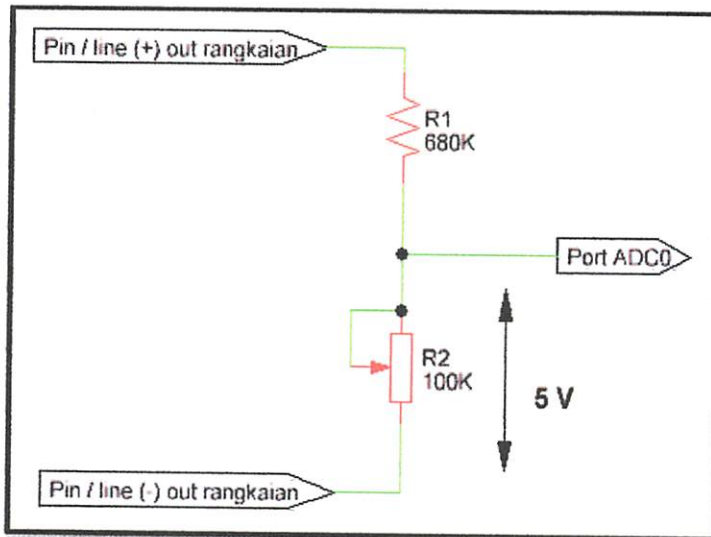 Pin / line (+) out rangkaian
R1
680K
Port ADC0
R2
100K
5 V
Pin / line (-) out rangkaian